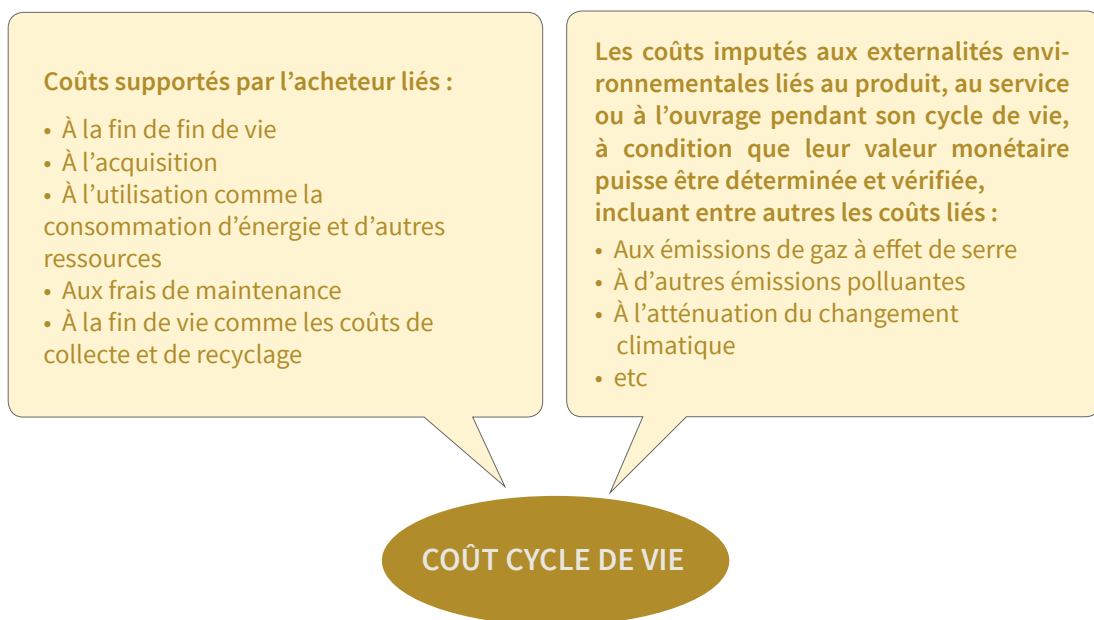 Coûts supportés par l'acheteur liés :
• À la fin de fin de vie
• À l'acquisition
• À l'utilisation comme la
consommation d'énergie et d'autres
ressources
• Aux frais de maintenance
• À la fin de vie comme les coûts de
collecte et de recyclage
Les coûts imputés aux externalités envi-
ronnementales liés au produit, au service
ou à l'ouvrage pendant son cycle de vie,
à condition que leur valeur monétaire
puisse être déterminée et vérifiée,
incluant entre autres les coûts liés :
• Aux émissions de gaz à effet de serre
• À d'autres émissions polluantes
• À l'atténuation du changement
climatique
• etc
COÛT CYCLE DE VIE